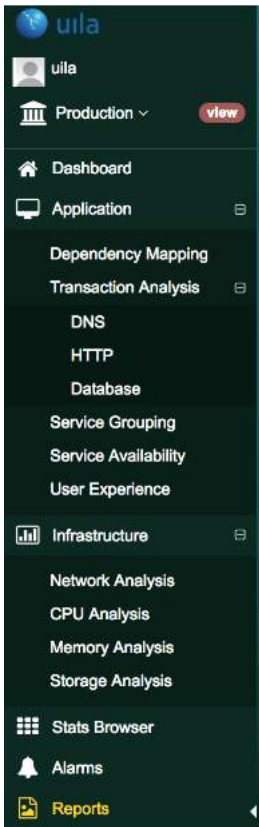 uila
uila
Production
view
Dashboard
Application
Dependency Mapping
Transaction Analysis
DNS
HTTP
Database
Service Grouping
Service Availability
User Experience
Infrastructure
Network Analysis
CPU Analysis
Memory Analysis
Storage Analysis
Stats Browser
Alarms
Reports